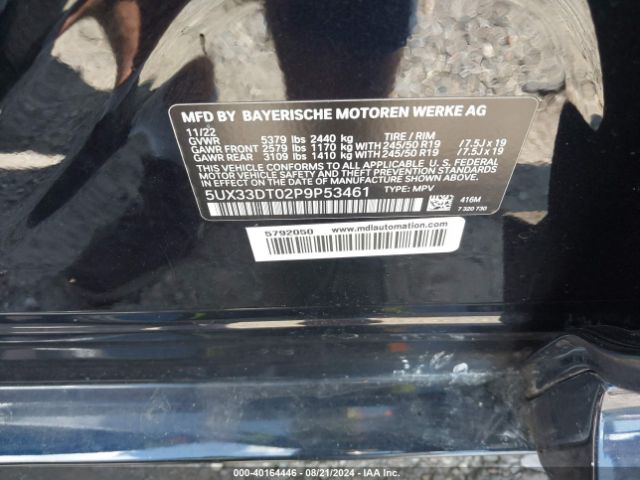 MFD BY BAYERISCHE MOTOREN WERKE AG
11/22
GVWR 5379 lbs 2440 kg TIRE / RIM
GAWR FRONT 2579 lbs 1170 kg WITH 245/50 R19 / 7.5J x 19
GAWR REAR 3109 lbs 1410 kg WITH 245/50 R19 / 7.5J x 19
THIS VEHICLE CONFORMS TO ALL APPLICABLE U.S. FEDERAL
MOTOR VEHICLE SAFETY STANDARDS IN EFFECT
ON THE DATE OF MANUFACTURE SHOWN ABOVE.
5UX33DT02P9P53461 TYPE: MPV
416M
7 320 730
5792050 www.mdlautomation.com
000-40164446 - 08/21/2024 - IAA Inc.